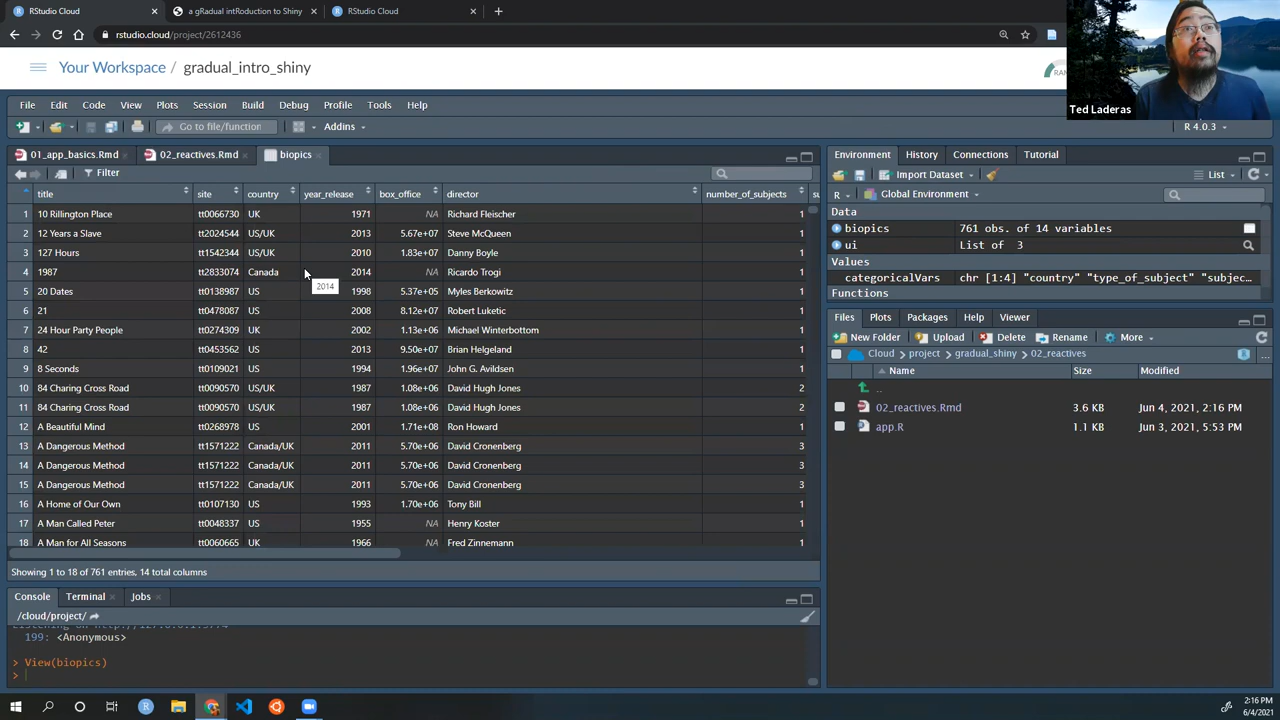 RStudio Cloud
a gRadual intRoduction to Shiny
RStudio Cloud
rstudio.cloud/project/2612436
Your Workspace / gradual_intro_shiny
RAM
Ted Laderas
File Edit Code View Plots Session Build Debug Profile Tools Help
Go to file/function
Addins
R 4.0.3
01_app_basics.Rmd
02_reactives.Rmd
biopics
Filter
title site country year_release box_office director number_of_subjects su
1 10 Rillington Place tt0066730 UK 1971 NA Richard Fleischer 1
2 12 Years a Slave tt2024544 US/UK 2013 5.67e+07 Steve McQueen 1
3 127 Hours tt1542344 US/UK 2010 1.83e+07 Danny Boyle 1
4 1987 tt2833074 Canada 2014 NA Ricardo Trogi 1
2014
5 20 Dates tt0138987 US 1998 5.37e+05 Myles Berkowitz 1
6 21 tt0478087 US 2008 8.12e+07 Robert Luketic 1
7 24 Hour Party People tt0274309 UK 2002 1.13e+06 Michael Winterbottom 1
8 42 tt0453562 US 2013 9.50e+07 Brian Helgeland 1
9 8 Seconds tt0109021 US 1994 1.96e+07 John G. Avildsen 1
10 84 Charing Cross Road tt0090570 US/UK 1987 1.08e+06 David Hugh Jones 2
11 84 Charing Cross Road tt0090570 US/UK 1987 1.08e+06 David Hugh Jones 2
12 A Beautiful Mind tt0268978 US 2001 1.71e+08 Ron Howard 1
13 A Dangerous Method tt1571222 Canada/UK 2011 5.70e+06 David Cronenberg 3
14 A Dangerous Method tt1571222 Canada/UK 2011 5.70e+06 David Cronenberg 3
15 A Dangerous Method tt1571222 Canada/UK 2011 5.70e+06 David Cronenberg 3
16 A Home of Our Own tt0107130 US 1993 1.70e+06 Tony Bill 1
17 A Man Called Peter tt0048337 US 1955 NA Henry Koster 1
18 A Man for All Seasons tt0060665 UK 1966 NA Fred Zinnemann 1
Showing 1 to 18 of 761 entries, 14 total columns
Console Terminal Jobs
/cloud/project/
199: <Anonymous>
> View(biopics)
>
Environment History Connections Tutorial
Import Dataset
List
R
Global Environment
Data
biopics 761 obs. of 14 variables
ui List of 3
Values
categoricalVars chr [1:4] "country" "type_of_subject" "subjec…
Functions
Files Plots Packages Help Viewer
New Folder Upload Delete Rename More
Cloud project gradual_shiny 02_reactives
...
Name Size Modified
..
02_reactives.Rmd 3.6 KB Jun 4, 2021, 2:16 PM
app.R 1.1 KB Jun 3, 2021, 5:53 PM
2:16 PM
6/4/2021